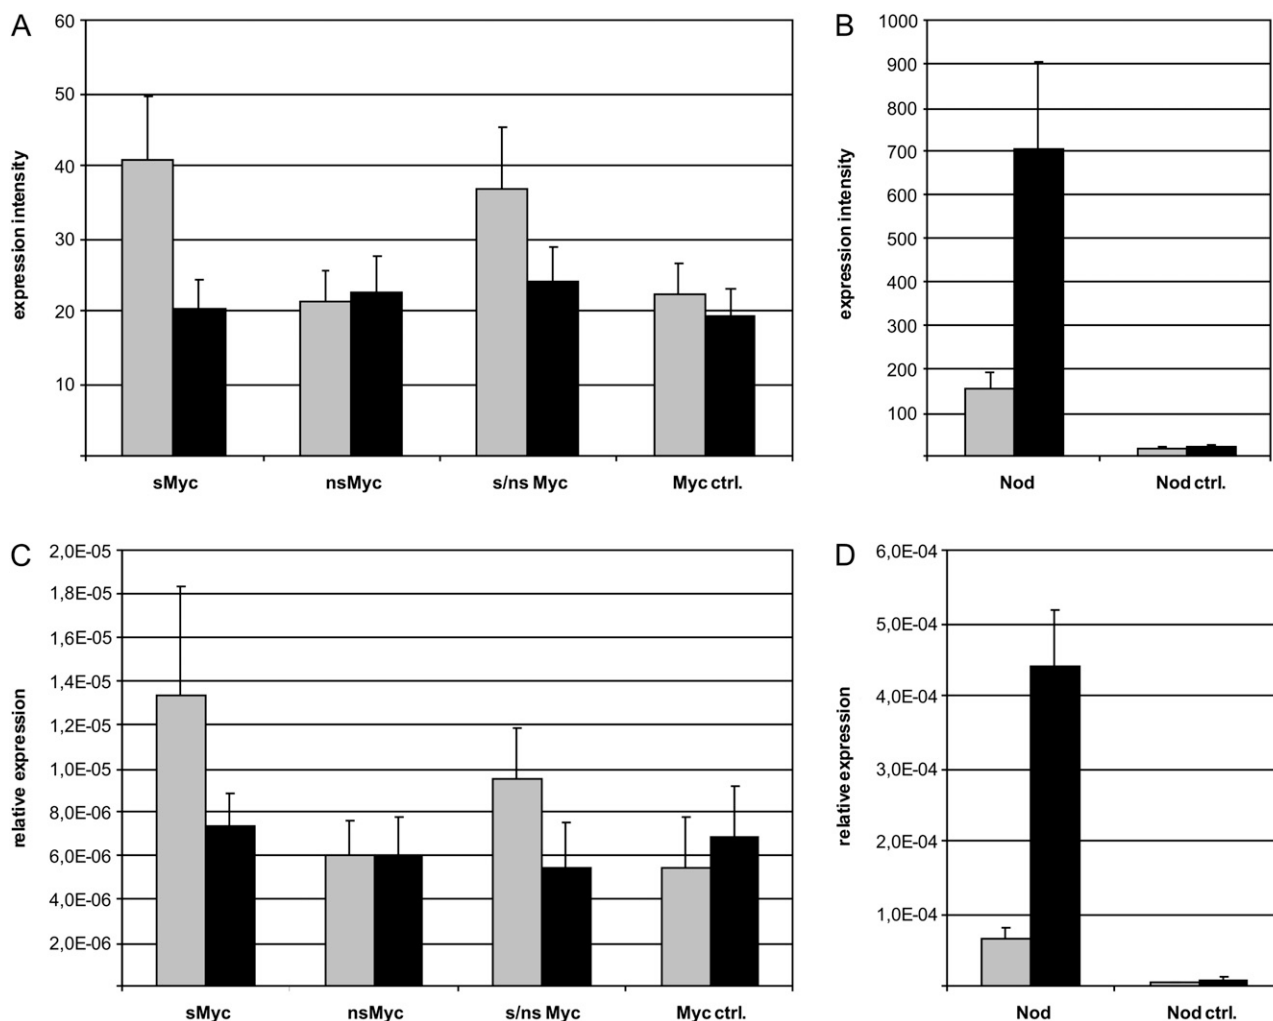 A
expression intensity
60
50
40
30
20
10
sMyc nsMyc s/ns Myc Myc ctrl.
B
expression intensity
1000
900
800
700
600
500
400
300
200
100
Nod Nod ctrl.
C
relative expression
2,0E-05
1,8E-05
1,6E-05
1,4E-05
1,2E-05
1,0E-05
8,0E-06
6,0E-06
4,0E-06
2,0E-06
sMyc nsMyc s/ns Myc Myc ctrl.
D
relative expression
6,0E-04
5,0E-04
4,0E-04
3,0E-04
2,0E-04
1,0E-04
Nod Nod ctrl.